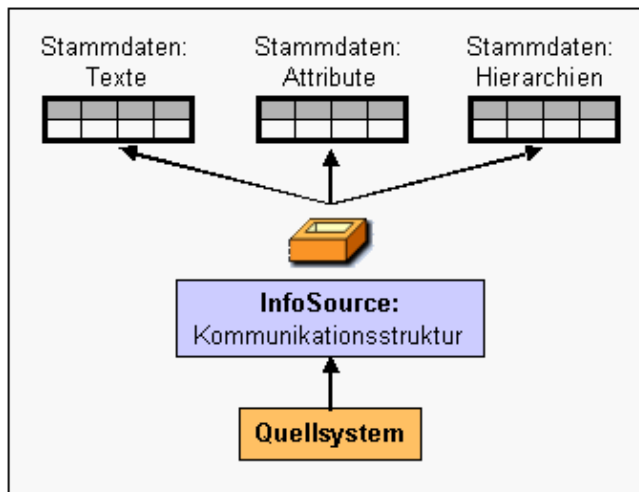 Stammdaten:
Texte
Stammdaten:
Attribute
Stammdaten:
Hierarchien
InfoSource:
Kommunikationsstruktur
Quellsystem